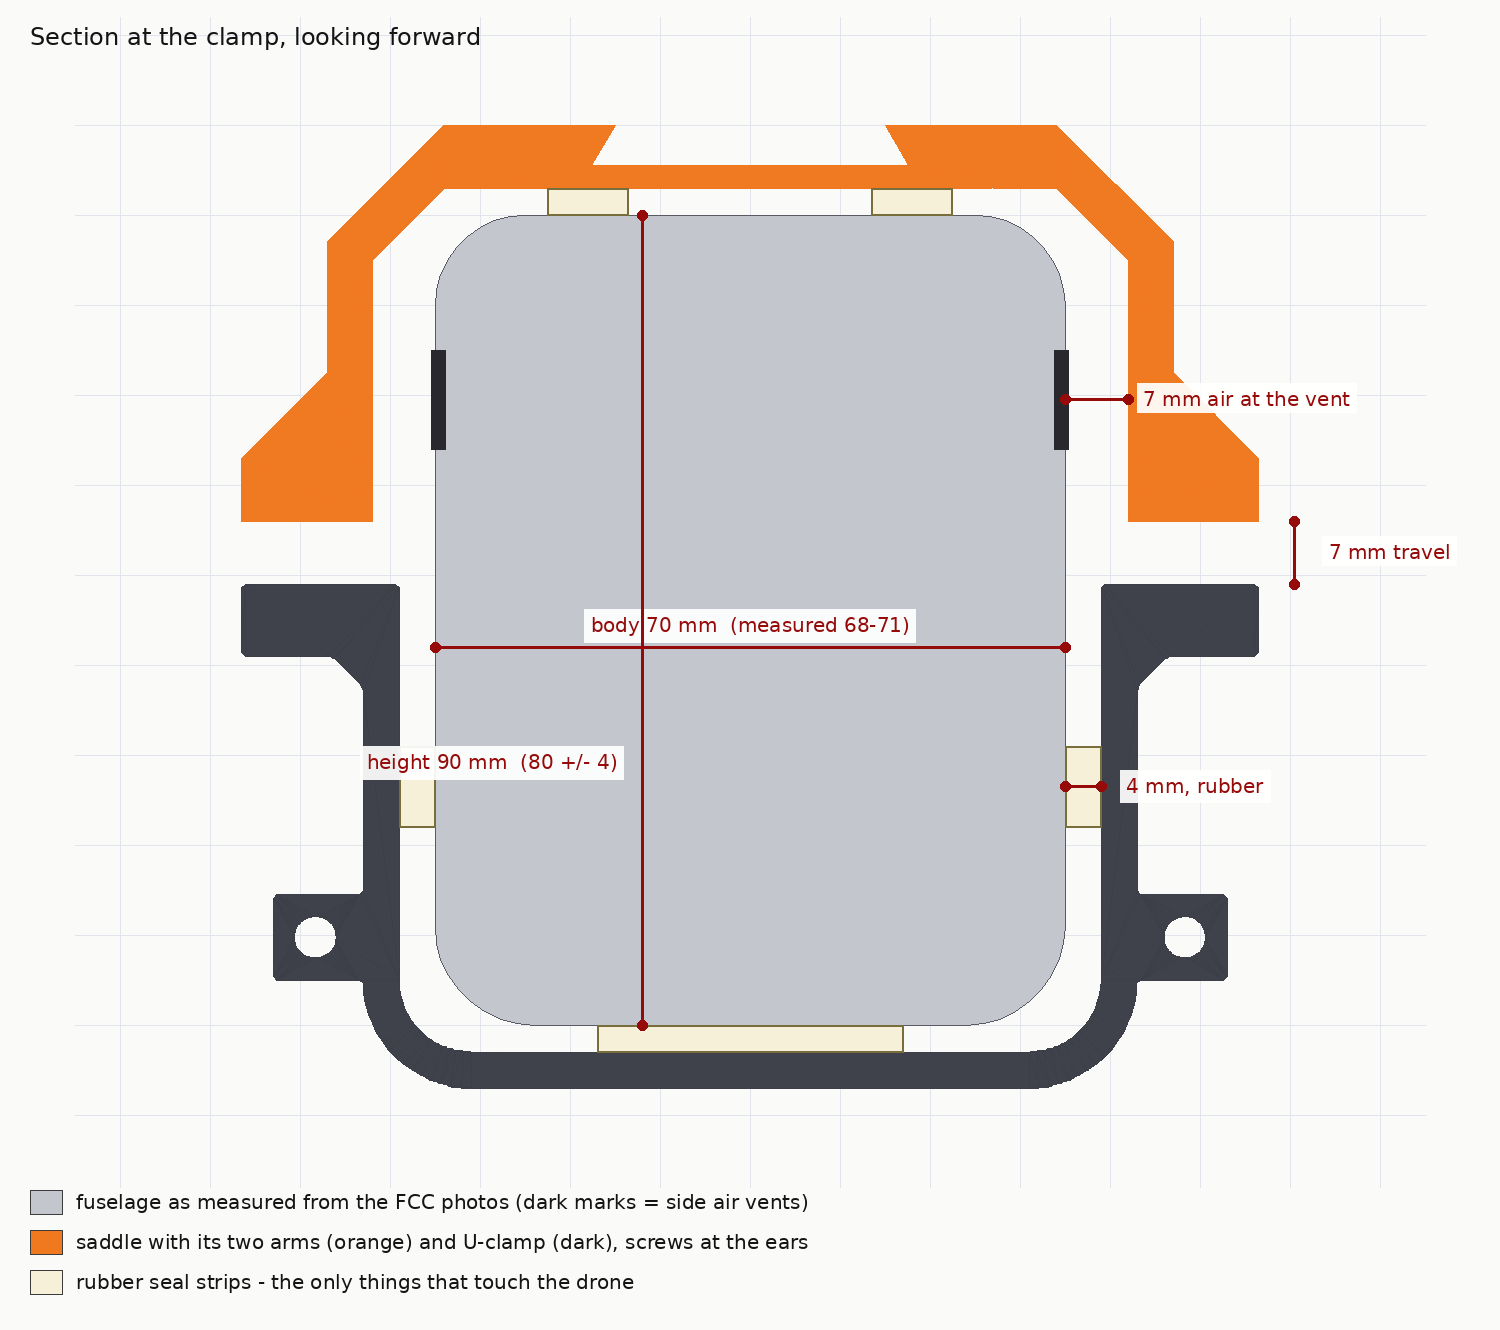 Section at the clamp, looking forward
7 mm air at the vent
7 mm travel
body 70 mm (measured 68-71)
height 90 mm (80 +/- 4)
4 mm, rubber
fuselage as measured from the FCC photos (dark marks = side air vents)
saddle with its two arms (orange) and U-clamp (dark), screws at the ears
rubber seal strips - the only things that touch the drone